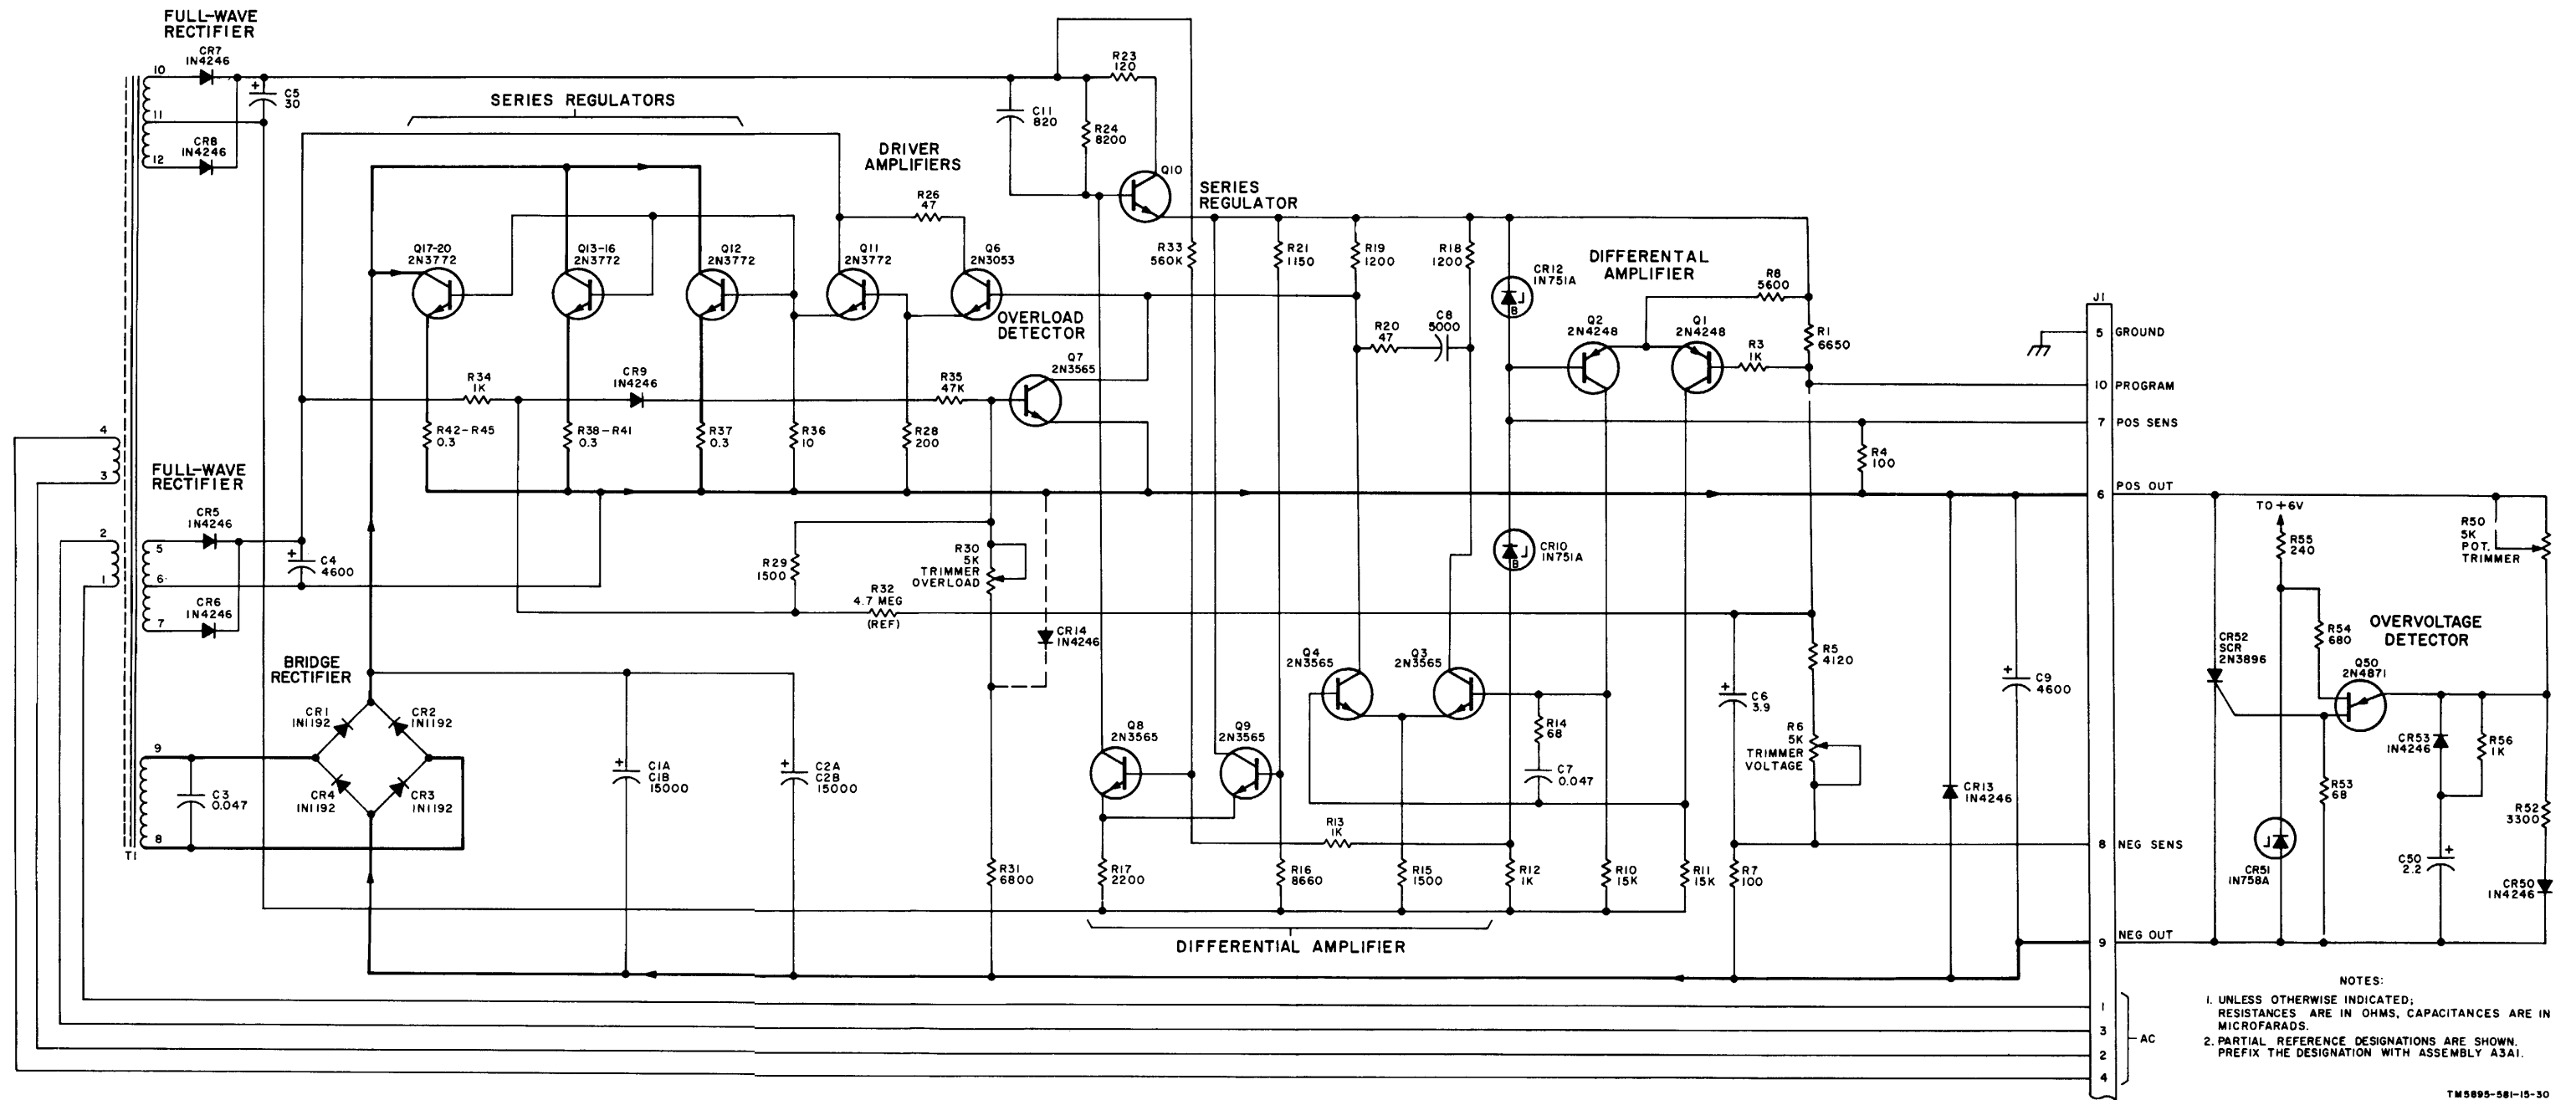 FULL-WAVE
RECTIFIER
CR7
1N4246
10
11
12
CR8
1N4246
+
C5
30
SERIES REGULATORS
DRIVER
AMPLIFIERS
C11
820
R23
120
R24
8200
Q10
SERIES
REGULATOR
R26
47
Q17-20
2N3772
Q13-16
2N3772
Q12
2N3772
Q11
2N3772
Q6
2N3053
R33
560K
R21
1150
R19
1200
R18
1200
CR12
1N751A
B
DIFFERENTAL
AMPLIFIER
R8
5600
Q2
2N4248
Q1
2N4248
R3
1K
R1
6650
OVERLOAD
DETECTOR
Q7
2N3565
R20
47
C8
5000
R34
1K
CR9
1N4246
R35
47K
R42-R45
0.3
R38-R41
0.3
R37
0.3
R36
10
R28
200
R4
100
J1
5 GROUND
10 PROGRAM
7 POS SENS
6 POS OUT
8 NEG SENS
9 NEG OUT
1
3
2
4
AC
4
3
2
1
FULL-WAVE
RECTIFIER
CR5
1N4246
5
6
7
CR6
1N4246
+
C4
4600
R29
1500
R30
5K
TRIMMER
OVERLOAD
R32
4.7 MEG
(REF)
CR14
1N4246
CR10
1N751A
B
BRIDGE
RECTIFIER
CR1
1N1192
CR2
1N1192
CR4
1N1192
CR3
1N1192
9
8
T1
C3
0.047
+
C1A
C1B
15000
+
C2A
C2B
15000
Q4
2N3565
Q3
2N3565
Q8
2N3565
Q9
2N3565
R14
68
C7
0.047
+
C6
3.9
R5
4120
R6
5K
TRIMMER
VOLTAGE
R13
1K
R31
6800
R17
2200
R16
8660
R15
1500
R12
1K
R10
15K
R11
15K
R7
100
DIFFERENTIAL AMPLIFIER
CR13
1N4246
+
C9
4600
TO +6V
R55
240
R50
5K
POT.
TRIMMER
CR52
SCR
2N3896
R54
680
OVERVOLTAGE
DETECTOR
Q50
2N4871
CR53
1N4246
R56
1K
R53
68
R52
3300
CR51
1N758A
C50
2.2
+
CR50
1N4246
NOTES:
1. UNLESS OTHERWISE INDICATED;
RESISTANCES ARE IN OHMS, CAPACITANCES ARE IN
MICROFARADS.
2. PARTIAL REFERENCE DESIGNATIONS ARE SHOWN.
PREFIX THE DESIGNATION WITH ASSEMBLY A3A1.
TM5895-581-15-30